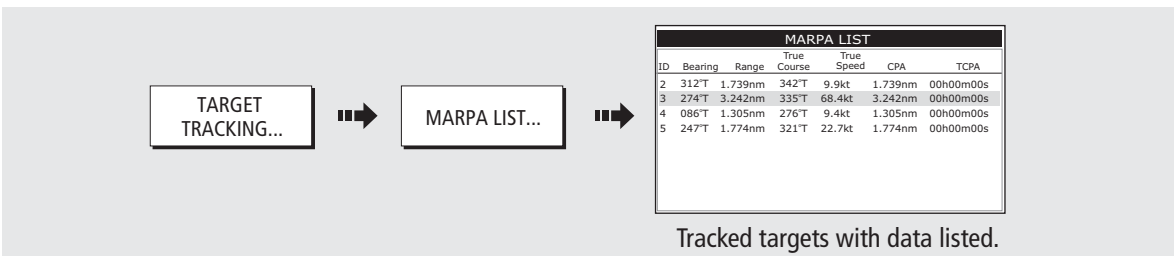 TARGET
TRACKING...
MARPA LIST...
MARPA LIST
ID Bearing Range True Course True Speed CPA TCPA
2 312°T 1.739nm 342°T 9.9kt 1.739nm 00h00m00s
3 274°T 3.242nm 335°T 68.4kt 3.242nm 00h00m00s
4 086°T 1.305nm 276°T 9.4kt 1.305nm 00h00m00s
5 247°T 1.774nm 321°T 22.7kt 1.774nm 00h00m00s
Tracked targets with data listed.